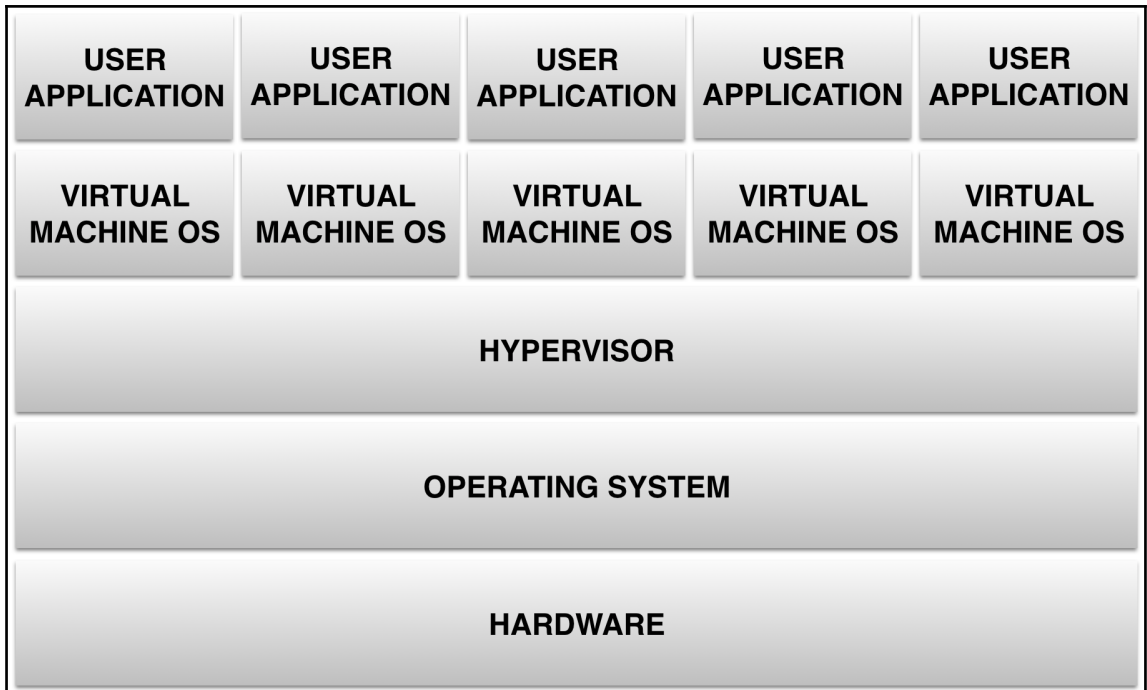 USER
APPLICATION
USER
APPLICATION
USER
APPLICATION
USER
APPLICATION
USER
APPLICATION
VIRTUAL
MACHINE OS
VIRTUAL
MACHINE OS
VIRTUAL
MACHINE OS
VIRTUAL
MACHINE OS
VIRTUAL
MACHINE OS
HYPERVISOR
OPERATING SYSTEM
HARDWARE